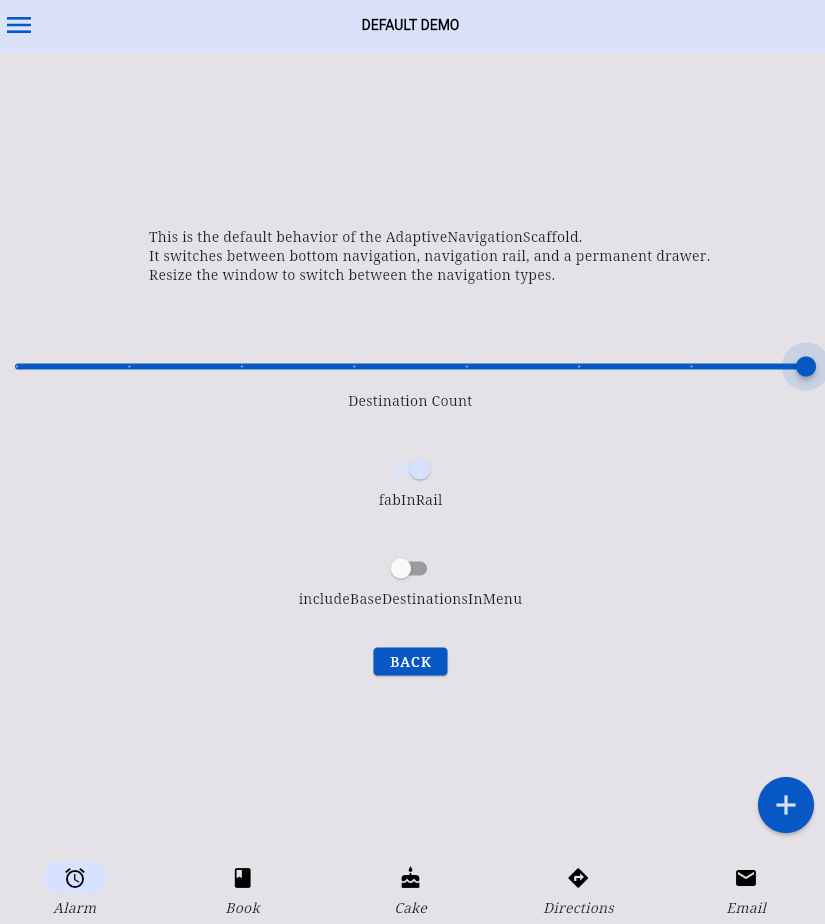 DEFAULT DEMO
This is the default behavior of the AdaptiveNavigationScaffold.
It switches between bottom navigation, navigation rail, and a permanent drawer.
Resize the window to switch between the navigation types.
Destination Count
fabInRail
includeBaseDestinationsInMenu
BACK
Alarm
Book
Cake
Directions
Email